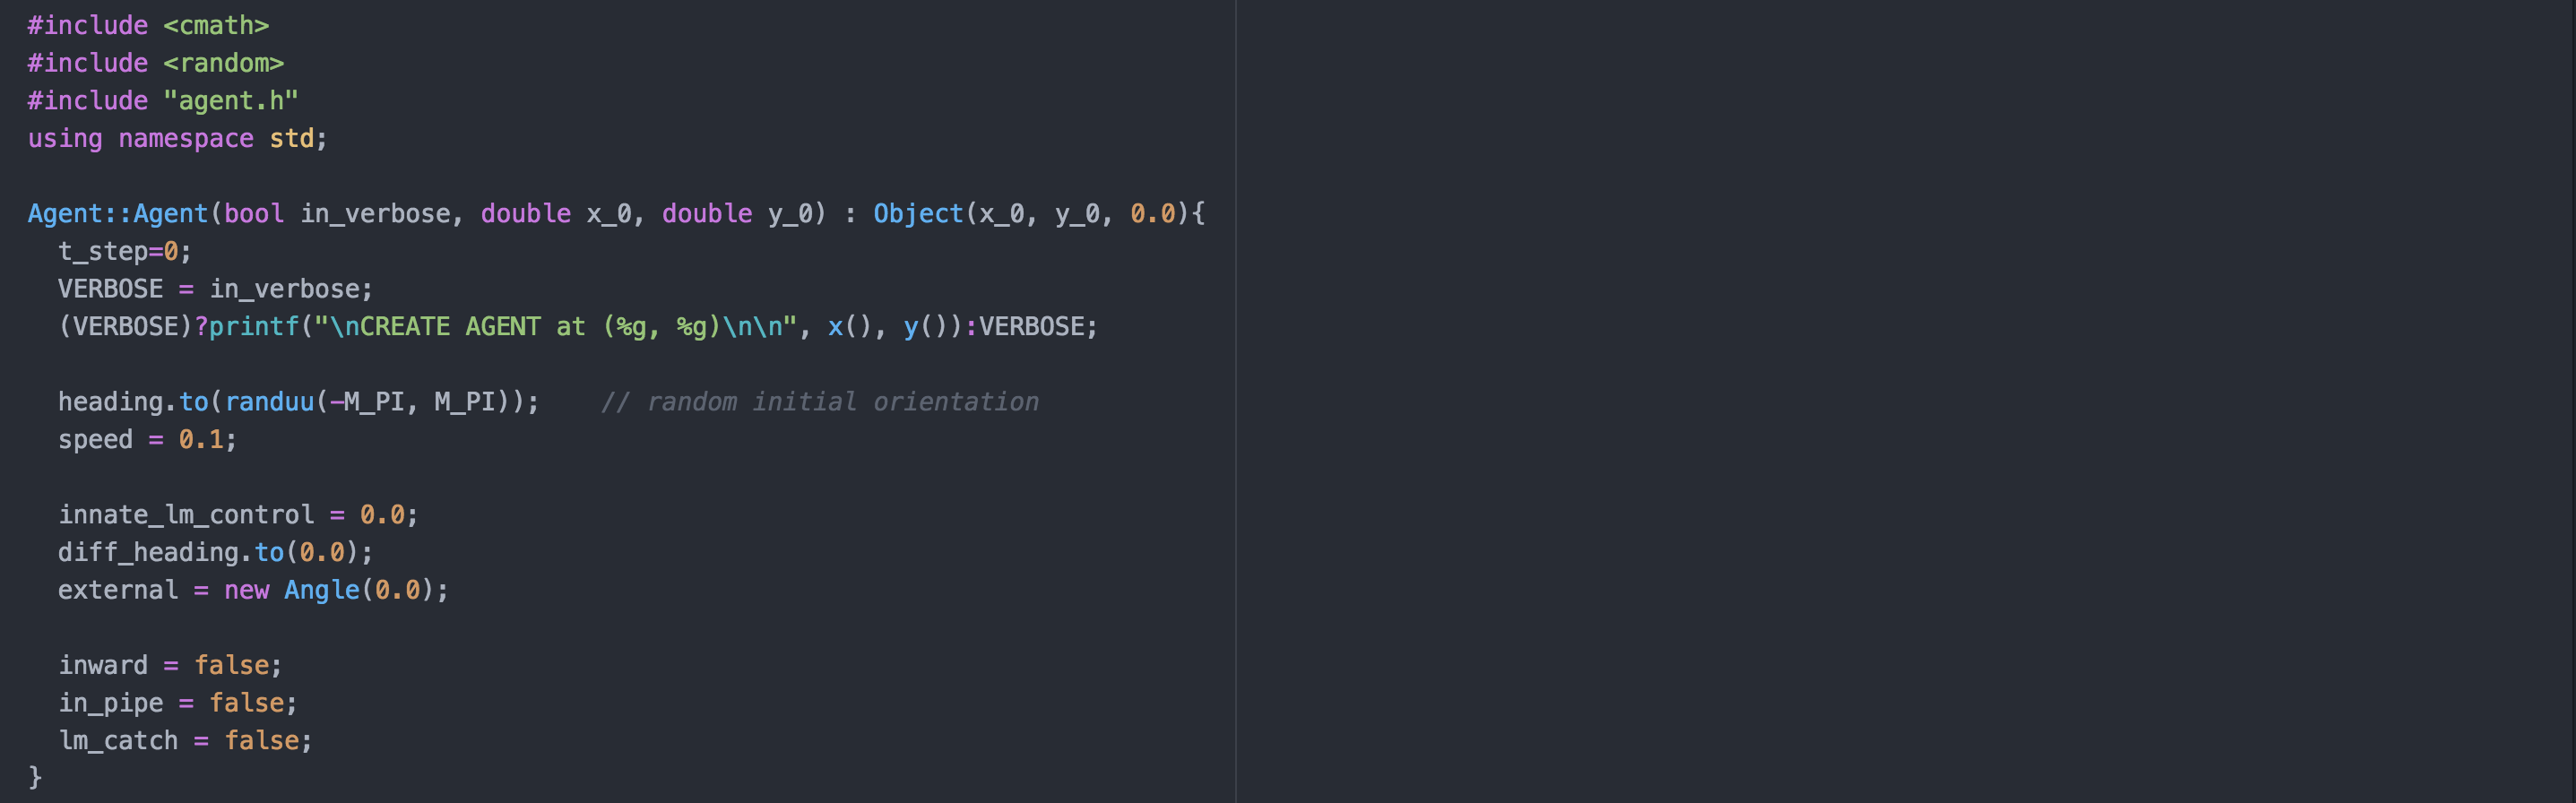 #include <cmath>
#include <random>
#include "agent.h"
using namespace std;
Agent::Agent(bool in_verbose, double x_0, double y_0) : Object(x_0, y_0, 0.0){
t_step=0;
VERBOSE = in_verbose;
(VERBOSE)?printf("\nCREATE AGENT at (%g, %g)\n\n", x(), y()):VERBOSE;
heading.to(randuu(-M_PI, M_PI));    // random initial orientation
speed = 0.1;
innate_lm_control = 0.0;
diff_heading.to(0.0);
external = new Angle(0.0);
inward = false;
in_pipe = false;
lm_catch = false;
}